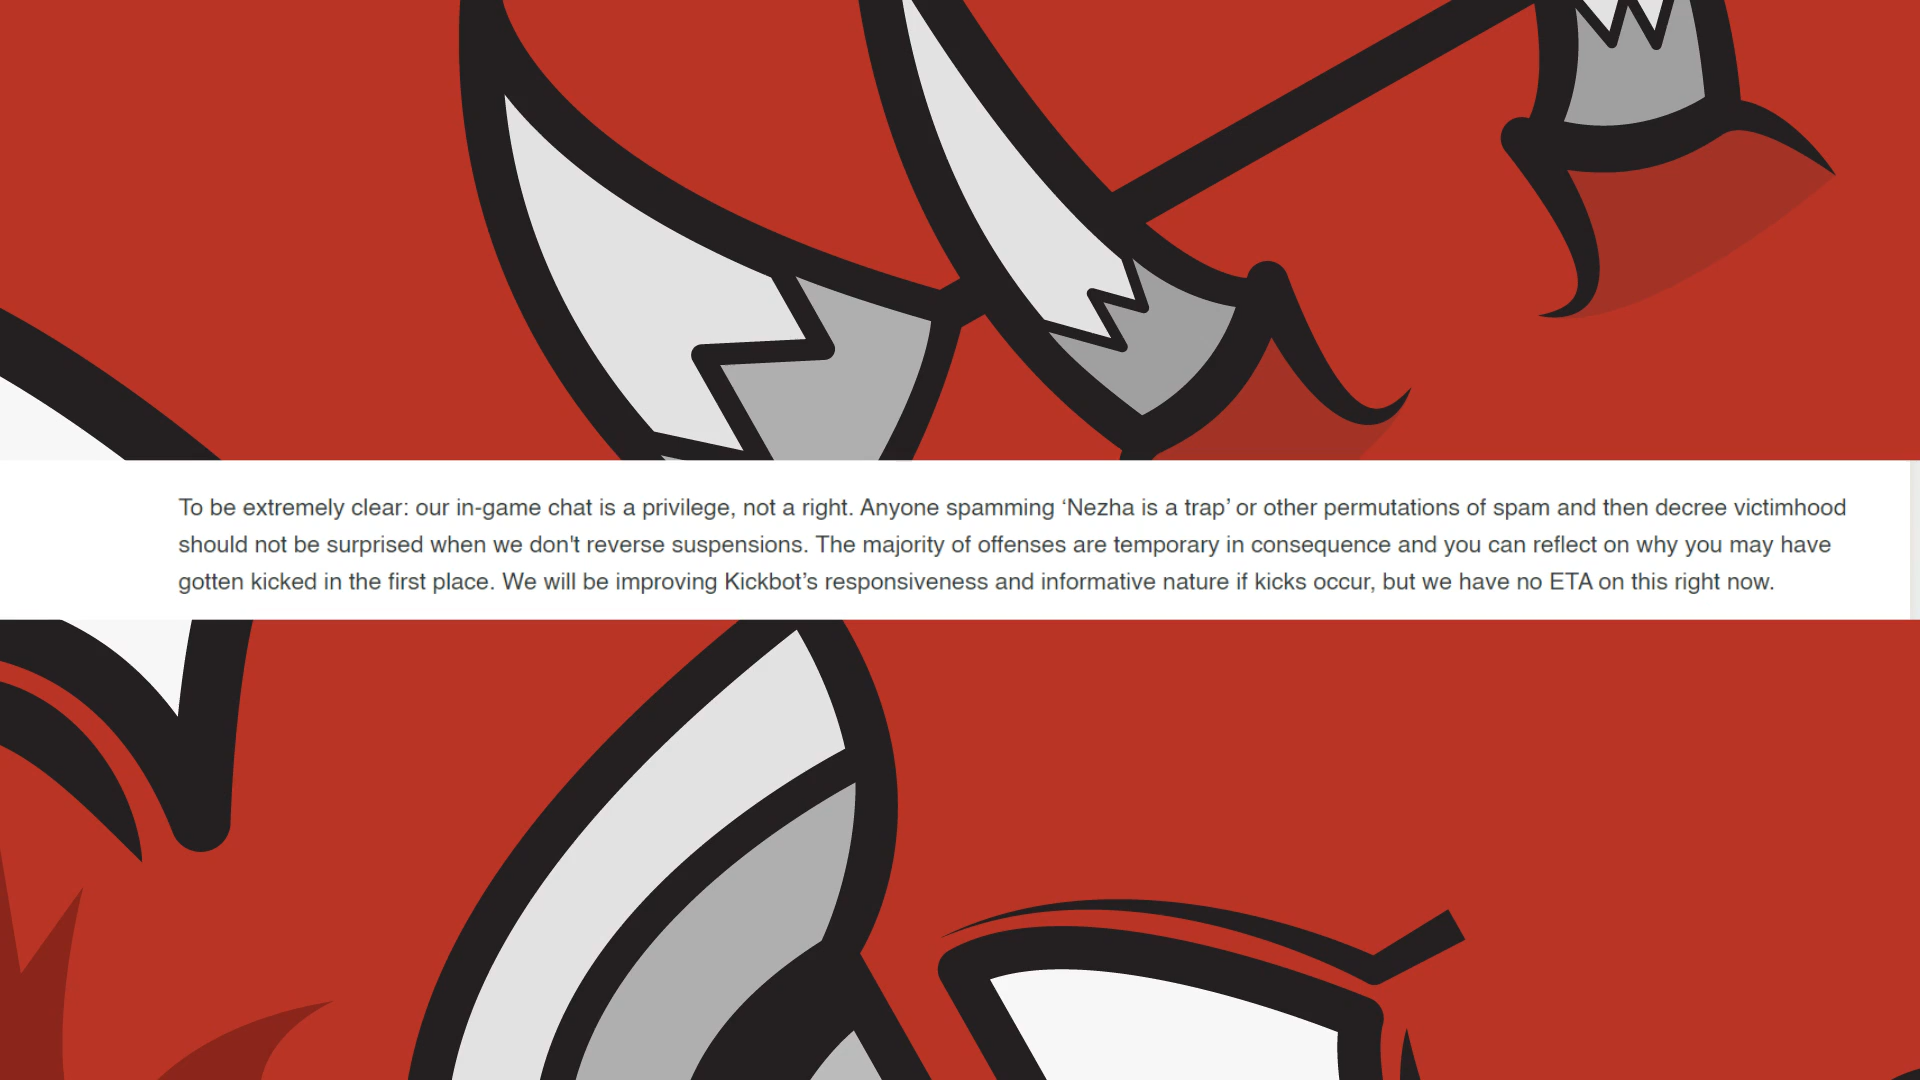 To be extremely clear: our in-game chat is a privilege, not a right. Anyone spamming ‘Nezha is a trap’ or other permutations of spam and then decree victimhood
should not be surprised when we don't reverse suspensions. The majority of offenses are temporary in consequence and you can reflect on why you may have
gotten kicked in the first place. We will be improving Kickbot’s responsiveness and informative nature if kicks occur, but we have no ETA on this right now.